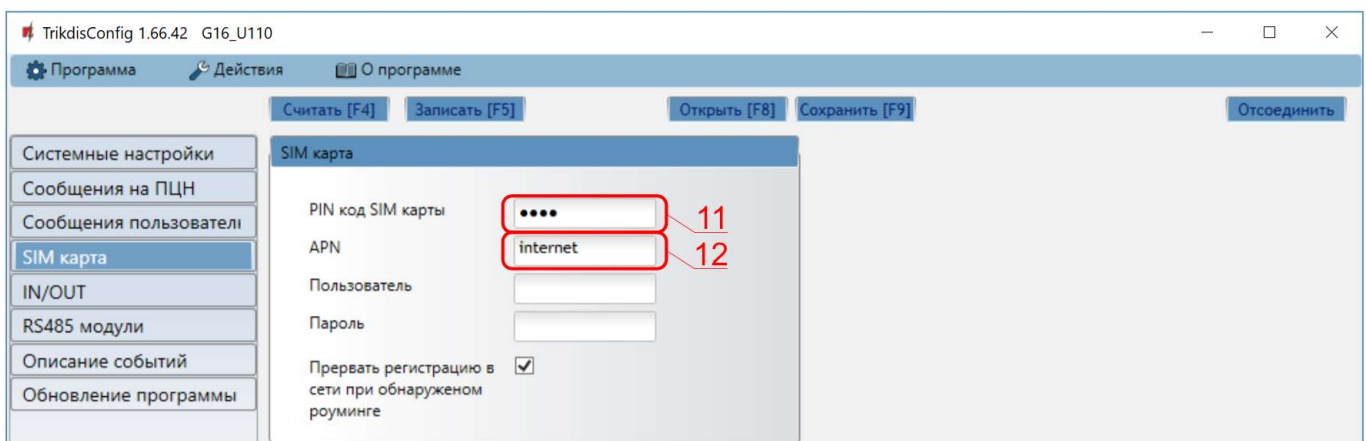 TrikdisConfig 1.66.42 G16_U110
Программа Действия О программе
Считать [F4] Записать [F5] Открыть [F8] Сохранить [F9] Отсоединить
Системные настройки
Сообщения на ПЦН
Сообщения пользователи
SIM карта
IN/OUT
RS485 модули
Описание событий
Обновление программы
SIM карта
PIN код SIM карты •••• 11
APN internet 12
Пользователь
Пароль
Прервать регистрацию в
сети при обнаруженом
роуминге